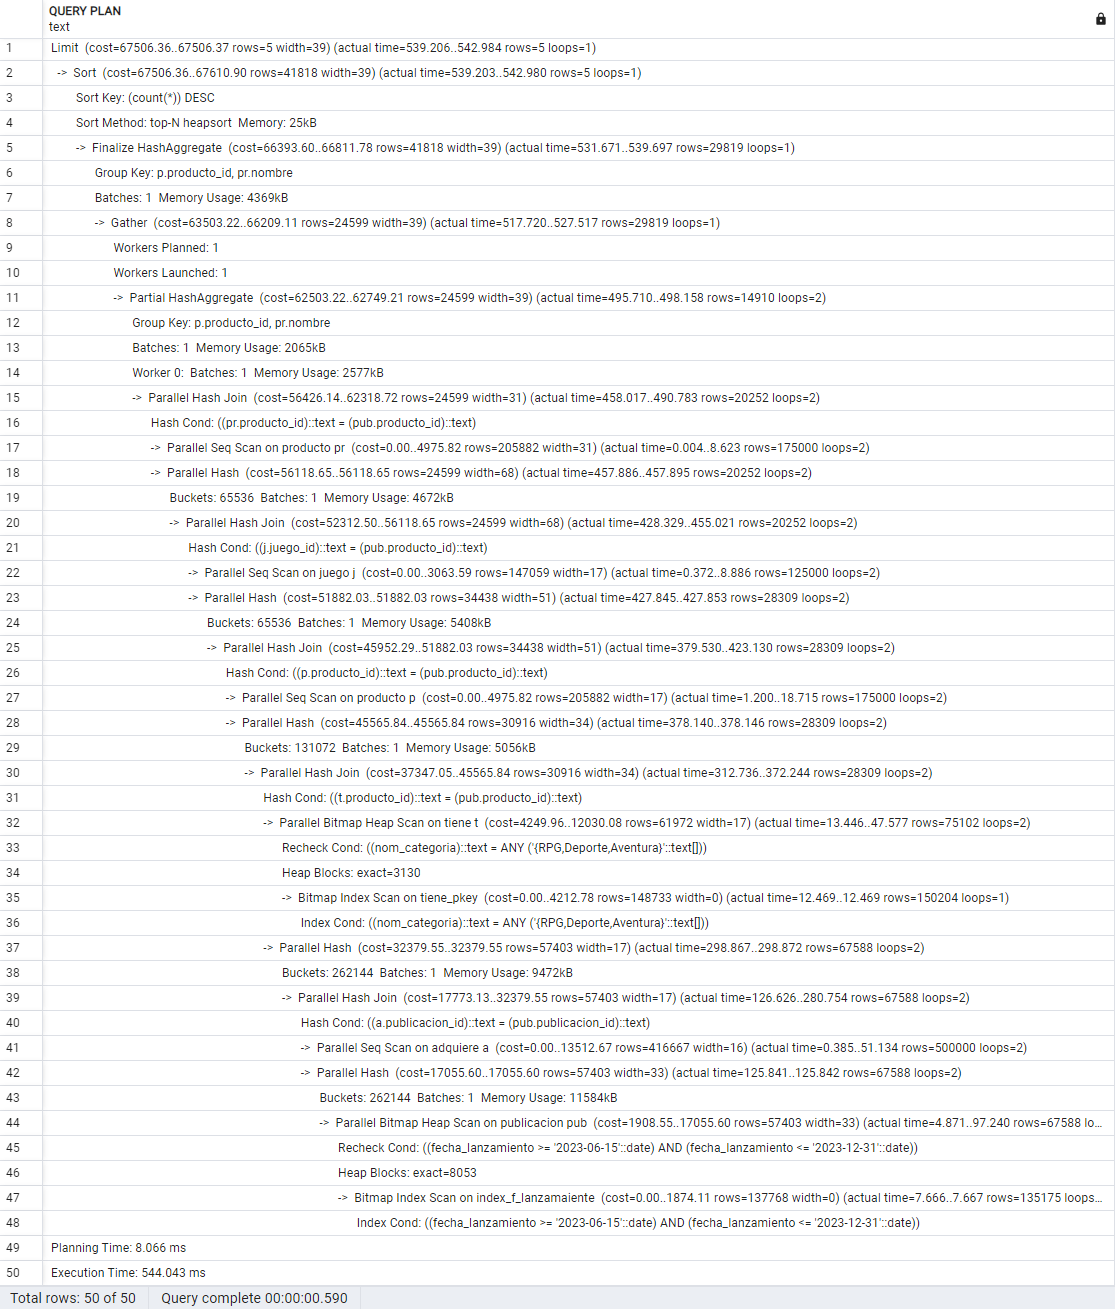 QUERY PLAN
text
1 Limit (cost=67506.36..67506.37 rows=5 width=39) (actual time=539.206..542.984 rows=5 loops=1)
2 -> Sort (cost=67506.36..67610.90 rows=41818 width=39) (actual time=539.203..542.980 rows=5 loops=1)
3 Sort Key: (count(*)) DESC
4 Sort Method: top-N heapsort Memory: 25kB
5 -> Finalize HashAggregate (cost=66393.60..66811.78 rows=41818 width=39) (actual time=531.671..539.697 rows=29819 loops=1)
6 Group Key: p.producto_id, pr.nombre
7 Batches: 1 Memory Usage: 4369kB
8 -> Gather (cost=63503.22..66209.11 rows=24599 width=39) (actual time=517.720..527.517 rows=29819 loops=1)
9 Workers Planned: 1
10 Workers Launched: 1
11 -> Partial HashAggregate (cost=62503.22..62749.21 rows=24599 width=39) (actual time=495.710..498.158 rows=14910 loops=2)
12 Group Key: p.producto_id, pr.nombre
13 Batches: 1 Memory Usage: 2065kB
14 Worker 0: Batches: 1 Memory Usage: 2577kB
15 -> Parallel Hash Join (cost=56426.14..62318.72 rows=24599 width=31) (actual time=458.017..490.783 rows=20252 loops=2)
16 Hash Cond: ((pr.producto_id)::text = (pub.producto_id)::text)
17 -> Parallel Seq Scan on producto pr (cost=0.00..4975.82 rows=205882 width=31) (actual time=0.004..8.623 rows=175000 loops=2)
18 -> Parallel Hash (cost=56118.65..56118.65 rows=24599 width=68) (actual time=457.886..457.895 rows=20252 loops=2)
19 Buckets: 65536 Batches: 1 Memory Usage: 4672kB
20 -> Parallel Hash Join (cost=52312.50..56118.65 rows=24599 width=68) (actual time=428.329..455.021 rows=20252 loops=2)
21 Hash Cond: ((j.juego_id)::text = (pub.producto_id)::text)
22 -> Parallel Seq Scan on juego j (cost=0.00..3063.59 rows=147059 width=17) (actual time=0.372..8.886 rows=125000 loops=2)
23 -> Parallel Hash (cost=51882.03..51882.03 rows=34438 width=51) (actual time=427.845..427.853 rows=28309 loops=2)
24 Buckets: 65536 Batches: 1 Memory Usage: 5408kB
25 -> Parallel Hash Join (cost=45952.29..51882.03 rows=34438 width=51) (actual time=379.530..423.130 rows=28309 loops=2)
26 Hash Cond: ((p.producto_id)::text = (pub.producto_id)::text)
27 -> Parallel Seq Scan on producto p (cost=0.00..4975.82 rows=205882 width=17) (actual time=1.200..18.715 rows=175000 loops=2)
28 -> Parallel Hash (cost=45565.84..45565.84 rows=30916 width=34) (actual time=378.140..378.146 rows=28309 loops=2)
29 Buckets: 131072 Batches: 1 Memory Usage: 5056kB
30 -> Parallel Hash Join (cost=37347.05..45565.84 rows=30916 width=34) (actual time=312.736..372.244 rows=28309 loops=2)
31 Hash Cond: ((t.producto_id)::text = (pub.producto_id)::text)
32 -> Parallel Bitmap Heap Scan on tiene t (cost=4249.96..12030.08 rows=61972 width=17) (actual time=13.446..47.577 rows=75102 loops=2)
33 Recheck Cond: ((nom_categoria)::text = ANY ('{RPG,Deporte,Aventura}'::text[]))
34 Heap Blocks: exact=3130
35 -> Bitmap Index Scan on tiene_pkey (cost=0.00..4212.78 rows=148733 width=0) (actual time=12.469..12.469 rows=150204 loops=1)
36 Index Cond: ((nom_categoria)::text = ANY ('{RPG,Deporte,Aventura}'::text[]))
37 -> Parallel Hash (cost=32379.55..32379.55 rows=57403 width=17) (actual time=298.867..298.872 rows=67588 loops=2)
38 Buckets: 262144 Batches: 1 Memory Usage: 9472kB
39 -> Parallel Hash Join (cost=17773.13..32379.55 rows=57403 width=17) (actual time=126.626..280.754 rows=67588 loops=2)
40 Hash Cond: ((a.publicacion_id)::text = (pub.publicacion_id)::text)
41 -> Parallel Seq Scan on adquiere a (cost=0.00..13512.67 rows=416667 width=16) (actual time=0.385..51.134 rows=500000 loops=2)
42 -> Parallel Hash (cost=17055.60..17055.60 rows=57403 width=33) (actual time=125.841..125.842 rows=67588 loops=2)
43 Buckets: 262144 Batches: 1 Memory Usage: 11584kB
44 -> Parallel Bitmap Heap Scan on publicacion pub (cost=1908.55..17055.60 rows=57403 width=33) (actual time=4.871..97.240 rows=67588 lo...
45 Recheck Cond: ((fecha_lanzamiento >= '2023-06-15'::date) AND (fecha_lanzamiento <= '2023-12-31'::date))
46 Heap Blocks: exact=8053
47 -> Bitmap Index Scan on index_f_lanzamaiente (cost=0.00..1874.11 rows=137768 width=0) (actual time=7.666..7.667 rows=135175 loops...
48 Index Cond: ((fecha_lanzamiento >= '2023-06-15'::date) AND (fecha_lanzamiento <= '2023-12-31'::date))
49 Planning Time: 8.066 ms
50 Execution Time: 544.043 ms
Total rows: 50 of 50 Query complete 00:00:00.590